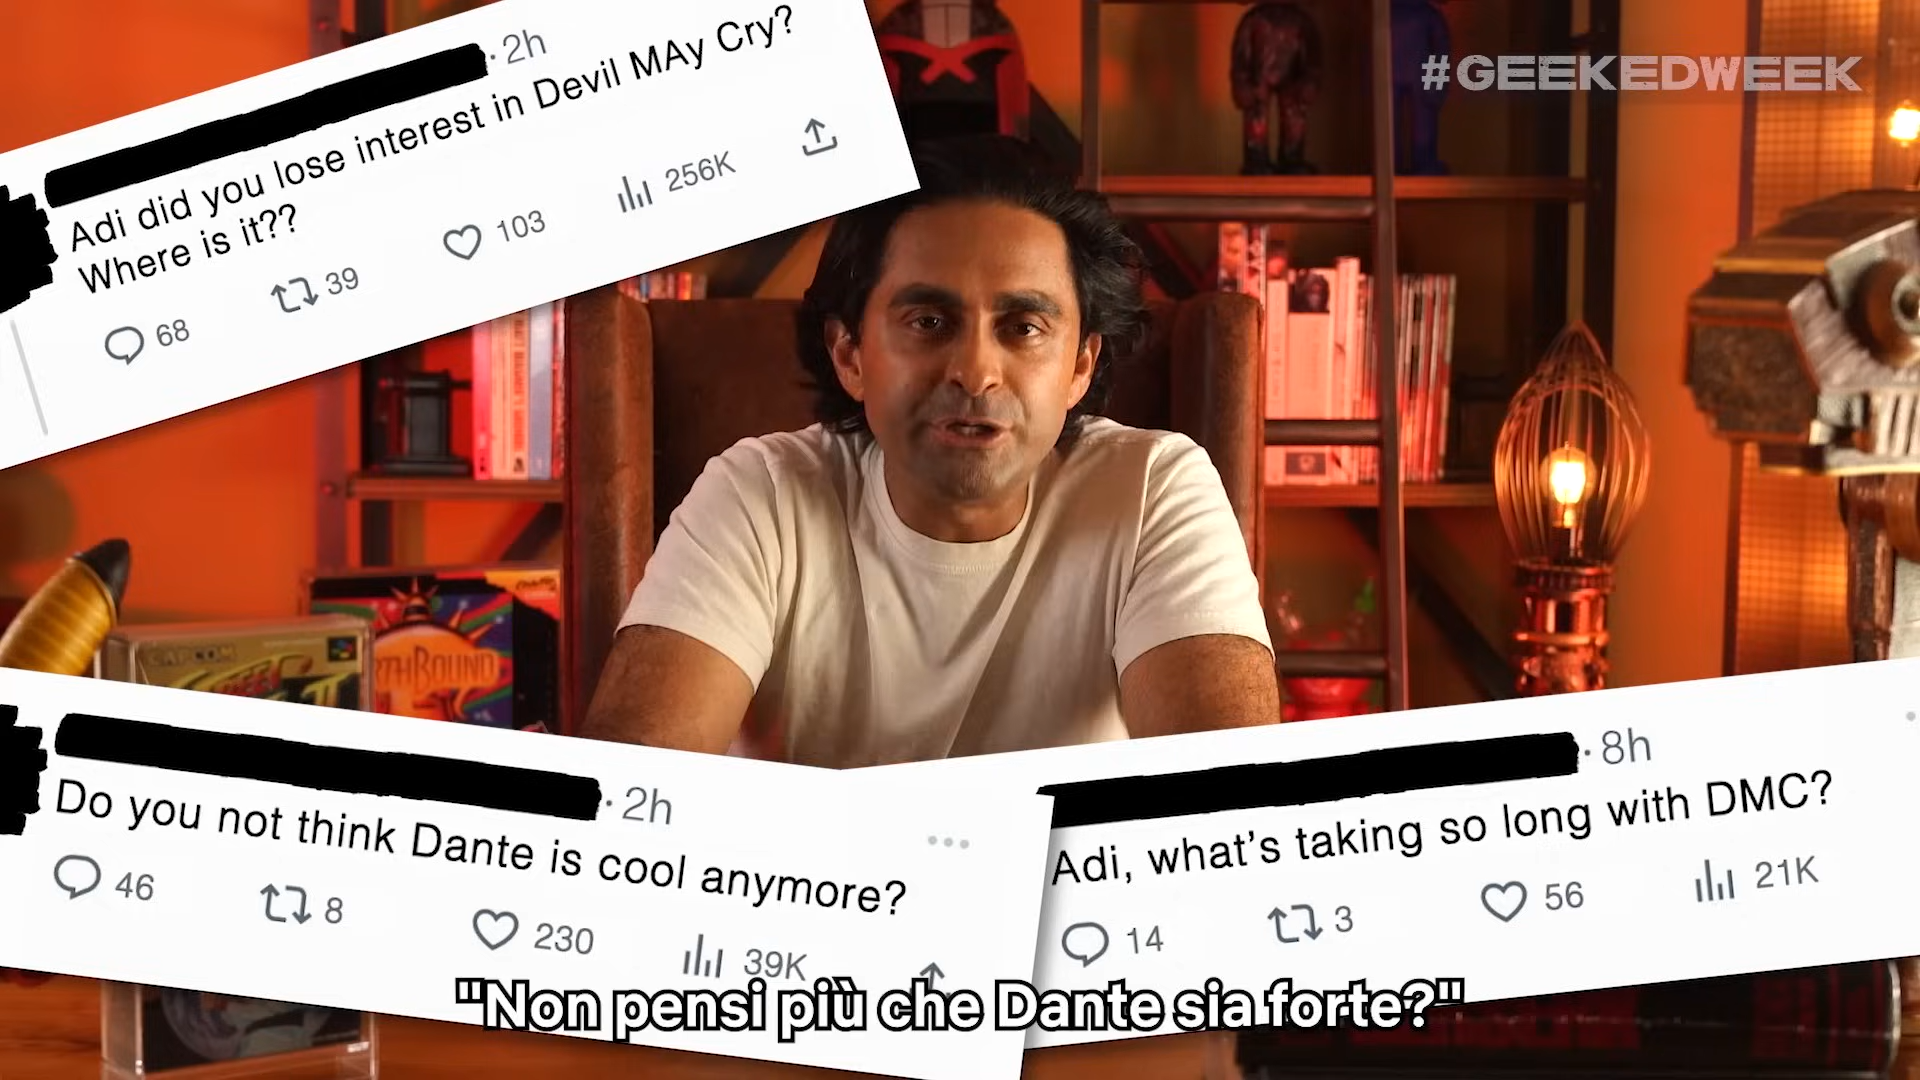 #GEEKEDWEEK
· 2h
Adi did you lose interest in Devil MAy Cry?
Where is it??
68 39 103 256K
CAPCOM
THBOUND
· 2h
Do you not think Dante is cool anymore?
46 8 230 39K
· 8h
Adi, what's taking so long with DMC?
14 3 56 21K
"Non pensi più che Dante sia forte?"